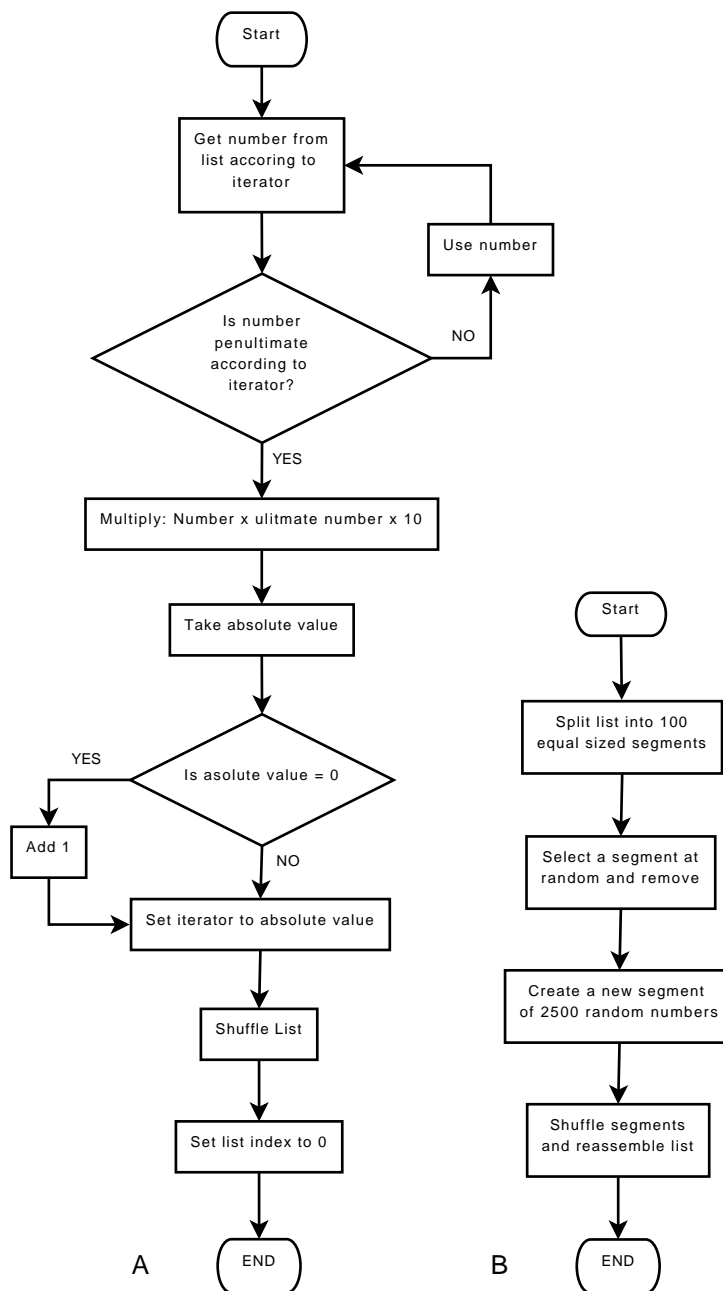 Start
Get number from
list accoring to
iterator
Use number
Is number
penultimate
according to
iterator?
NO
YES
Multiply: Number x ulitmate number x 10
Take absolute value
Is asolute value = 0
YES
Add 1
NO
Set iterator to absolute value
Shuffle List
Set list index to 0
END
A
Start
Split list into 100
equal sized segments
Select a segment at
random and remove
Create a new segment
of 2500 random numbers
Shuffle segments
and reassemble list
END
B